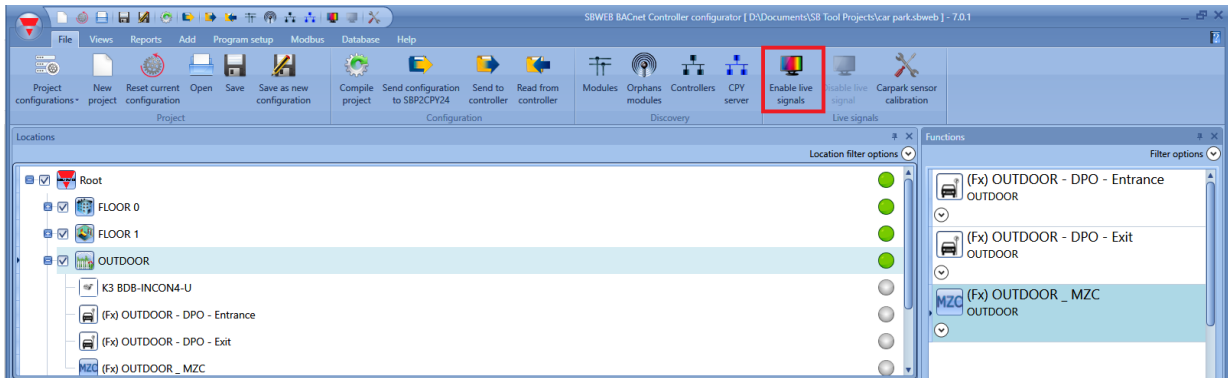 SBWEB BACnet Controller configurator [ D:\Documents\SB Tool Projects\car park.sbweb ] - 7.0.1
File Views Reports Add Program setup Modbus Database Help
Project configurations
New project
Reset current configuration
Open
Save
Save as new configuration
Compile project
Send configuration to SBP2CPY24
Send to controller
Read from controller
Modules
Orphans modules
Controllers
CPY server
Enable live signals
Disable live signal
Carpark sensor calibration
Project
Configuration
Discovery
Live signals
Locations
Location filter options
Root
FLOOR 0
FLOOR 1
OUTDOOR
K3 BDB-INCON4-U
(Fx) OUTDOOR - DPO - Entrance
(Fx) OUTDOOR - DPO - Exit
MZC (Fx) OUTDOOR _ MZC
Functions
Filter options
(Fx) OUTDOOR - DPO - Entrance
OUTDOOR
(Fx) OUTDOOR - DPO - Exit
OUTDOOR
MZC (Fx) OUTDOOR _ MZC
OUTDOOR